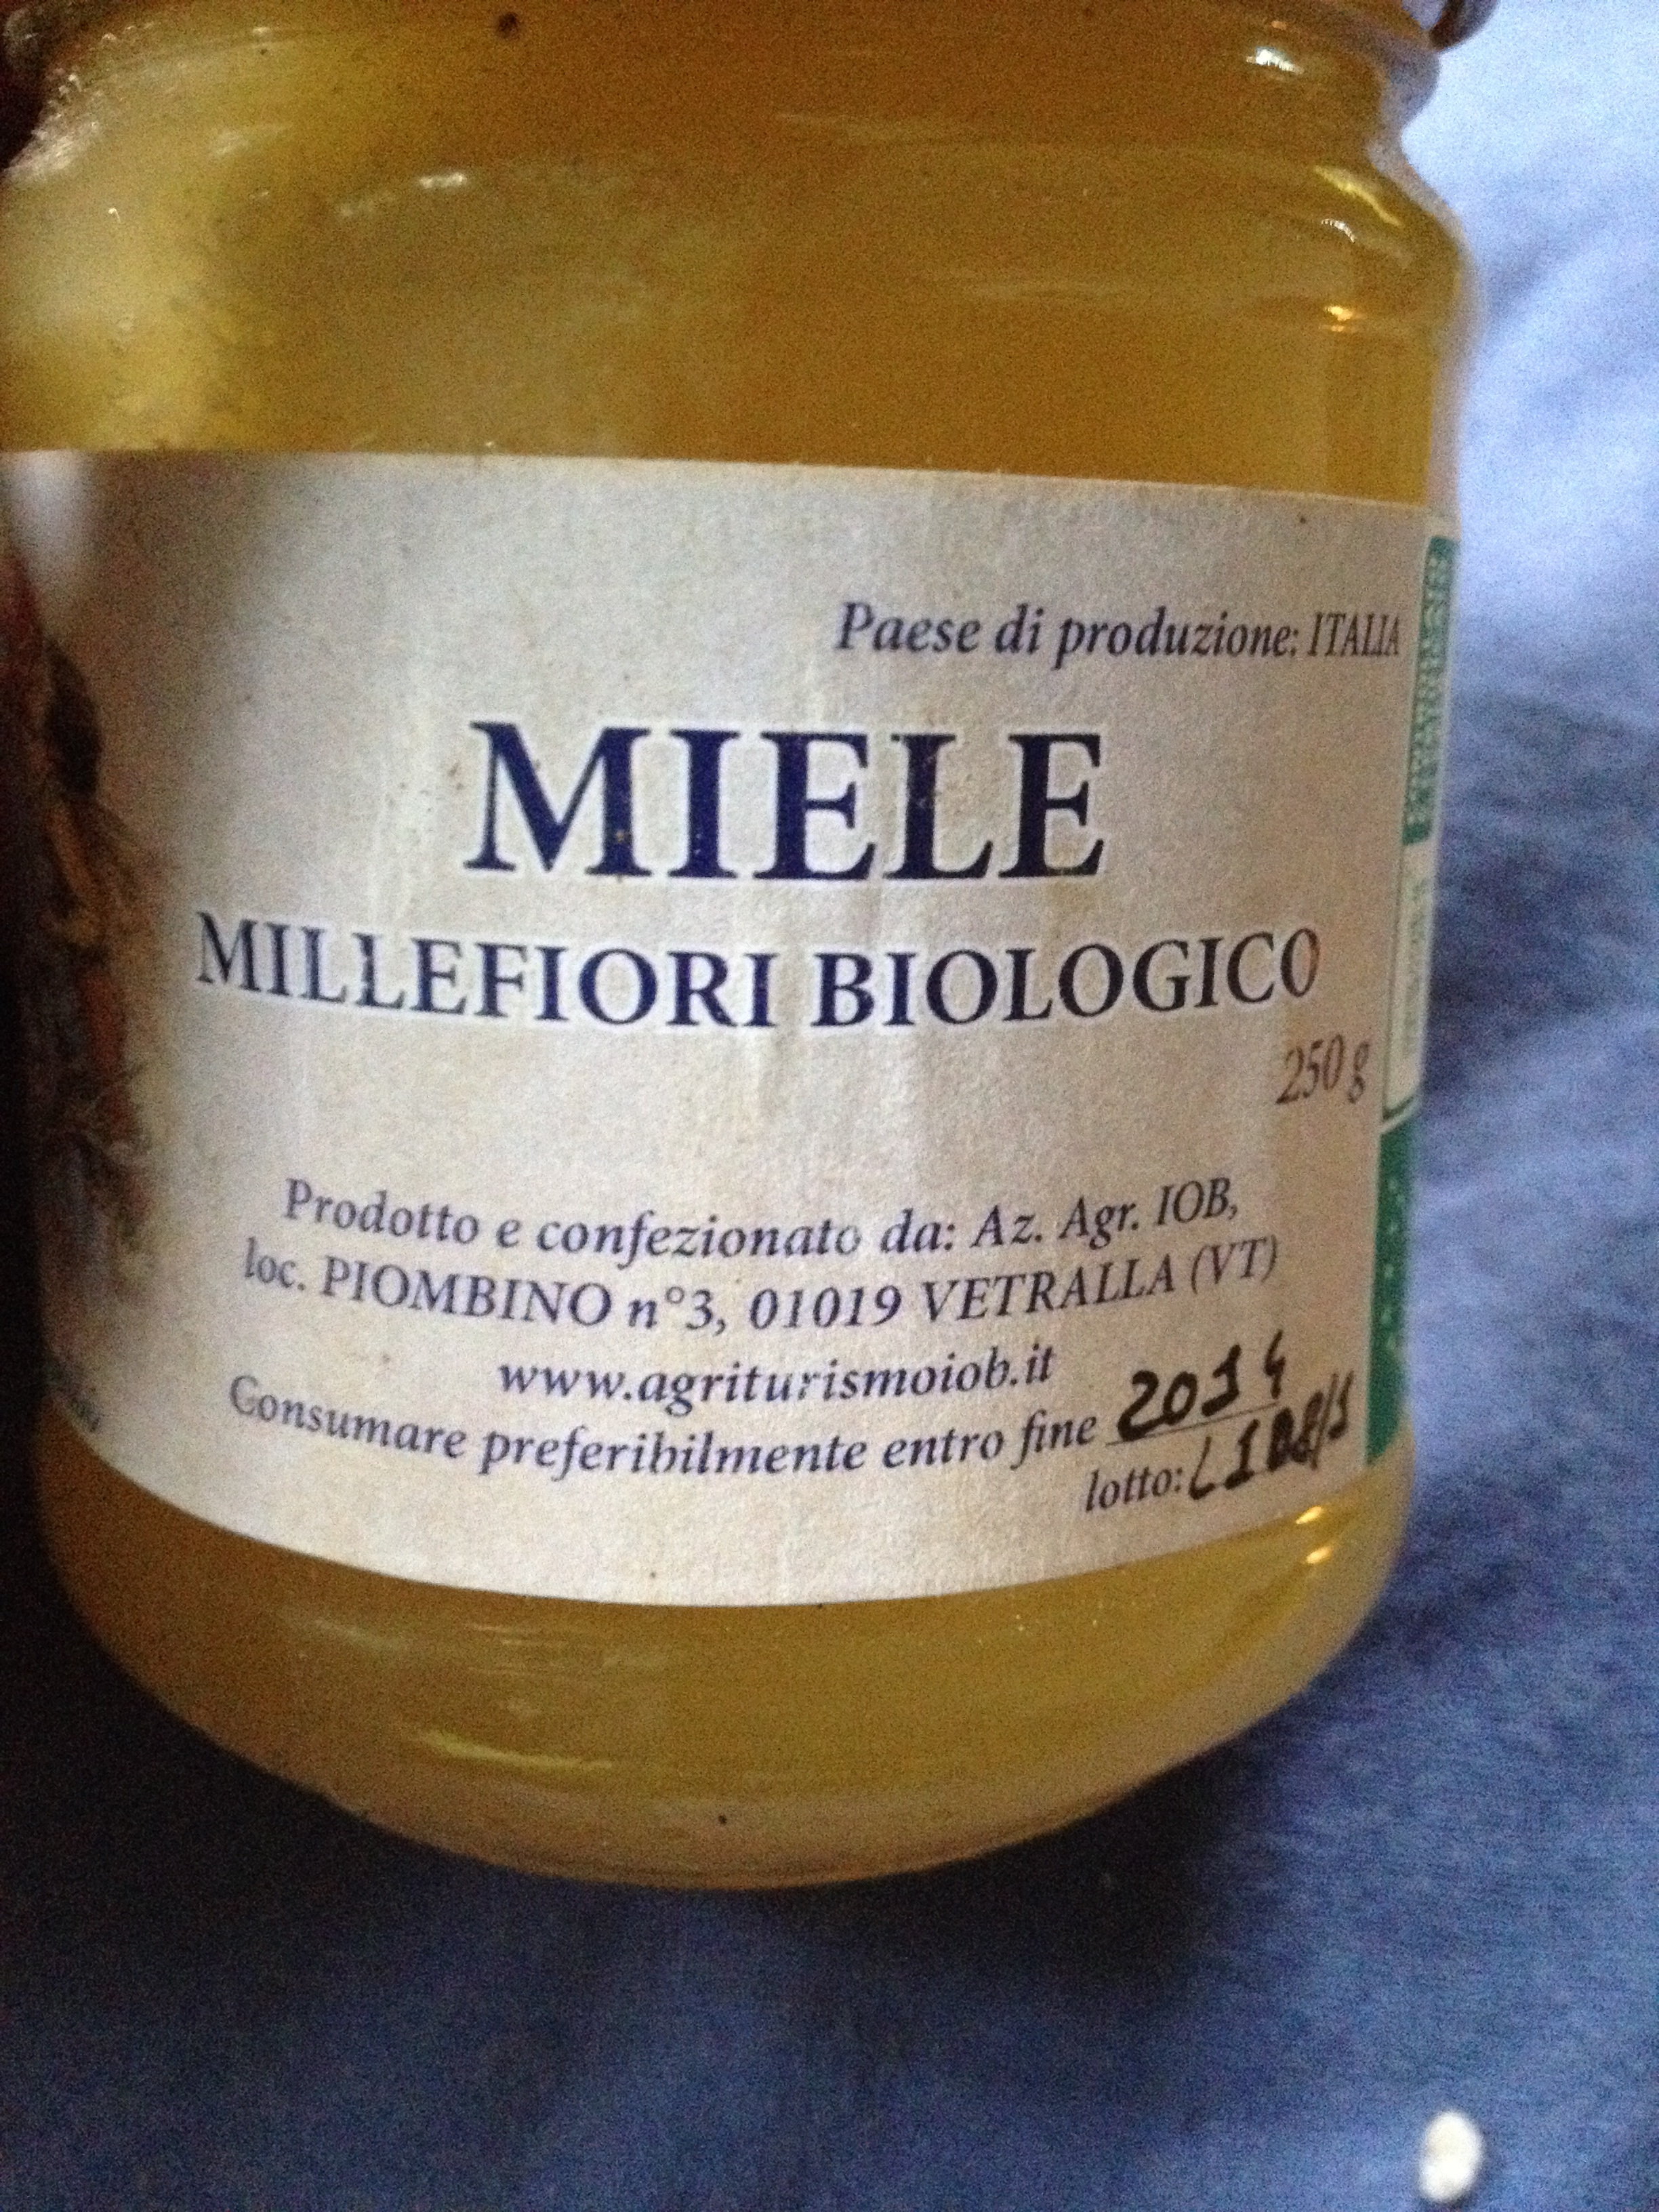 Paese di produzione: ITALIA
MIELE
MILLEFIORI BIOLOGICO
250 g
Prodotto e confezionato da: Az. Agr. IOB,
loc. PIOMBINO n°3, 01019 VETRALLA (VT)
www.agriturismoiob.it
Consumare preferibilmente entro fine 2014
lotto: